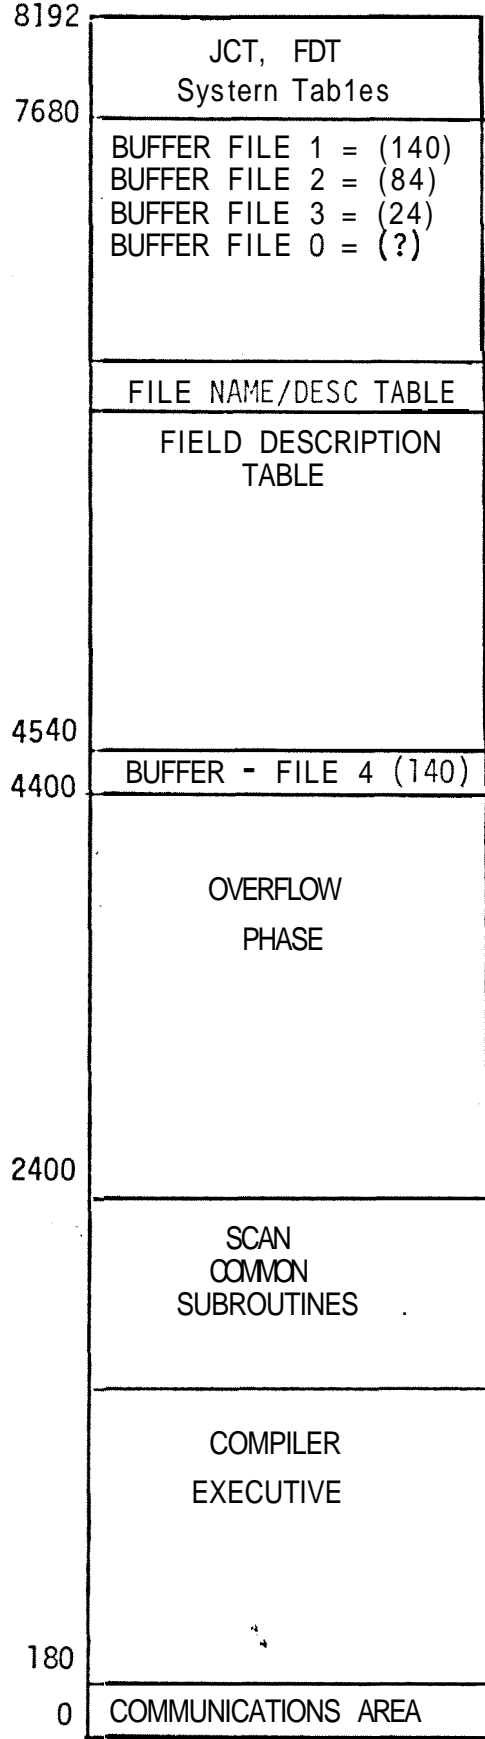 8192
JCT, FDT
System Tables
7680
BUFFER FILE 1 = (140)
BUFFER FILE 2 = (84)
BUFFER FILE 3 = (24)
BUFFER FILE 0 = (?)
FILE NAME/DESC TABLE
FIELD DESCRIPTION
TABLE
4540
BUFFER - FILE 4 (140)
4400
OVERFLOW
PHASE
2400
SCAN
COMMON
SUBROUTINES
COMPILER
EXECUTIVE
180
0 COMMUNICATIONS AREA